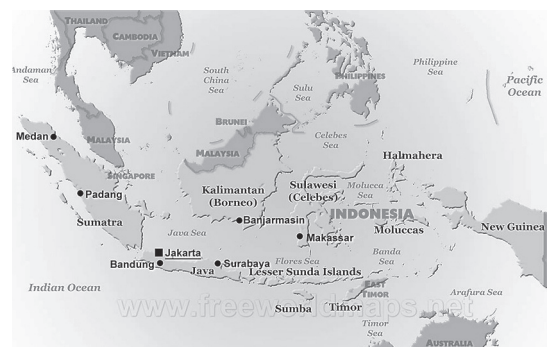 THAILAND
CAMBODIA
VIETNAM
Andaman
Sea
South
China
Sea
PHILIPPINES
Philippine
Sea
Pacific
Ocean
Sulu
Sea
BRUNEI
Medan
MALAYSIA
MALAYSIA
Celebes
Sea
Halmahera
SINGAPORE
Padang
Kalimantan
(Borneo)
Sulawesi
(Celebes)
Molucca
Sea
Sumatra
Banjarmasin
INDONESIA
Moluccas
New Guinea
Java Sea
Makassar
Jakarta
Banda
Sea
Bandung
Java
Surabaya
Flores Sea
Lesser Sunda Islands
Indian Ocean
EAST
TIMOR
Arafura Sea
www.freeworldmaps.net
Sumba
Timor
Timor
Sea
AUSTRALIA